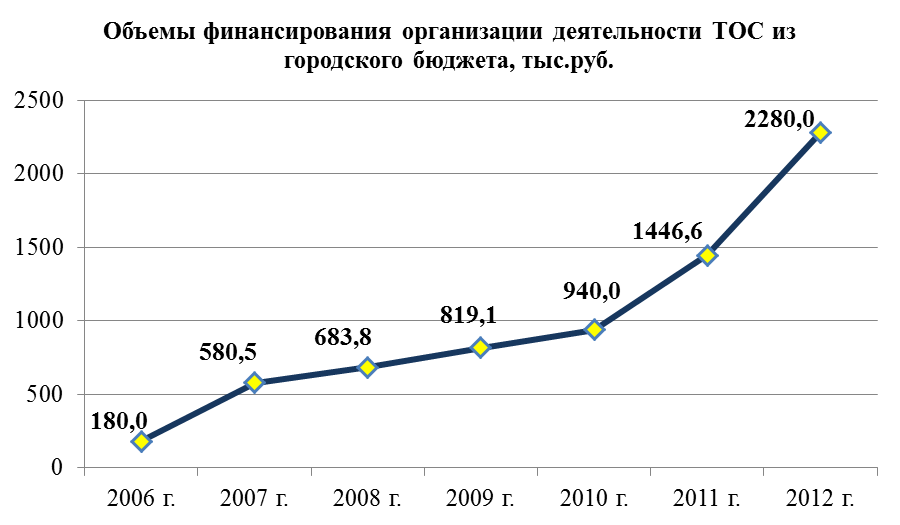 Объемы финансирования организации деятельности ТОС из
городского бюджета, тыс.руб.
2500
2000
1500
1000
500
0
180,0
580,5
683,8
819,1
940,0
1446,6
2280,0
2006 г.
2007 г.
2008 г.
2009 г.
2010 г.
2011 г.
2012 г.